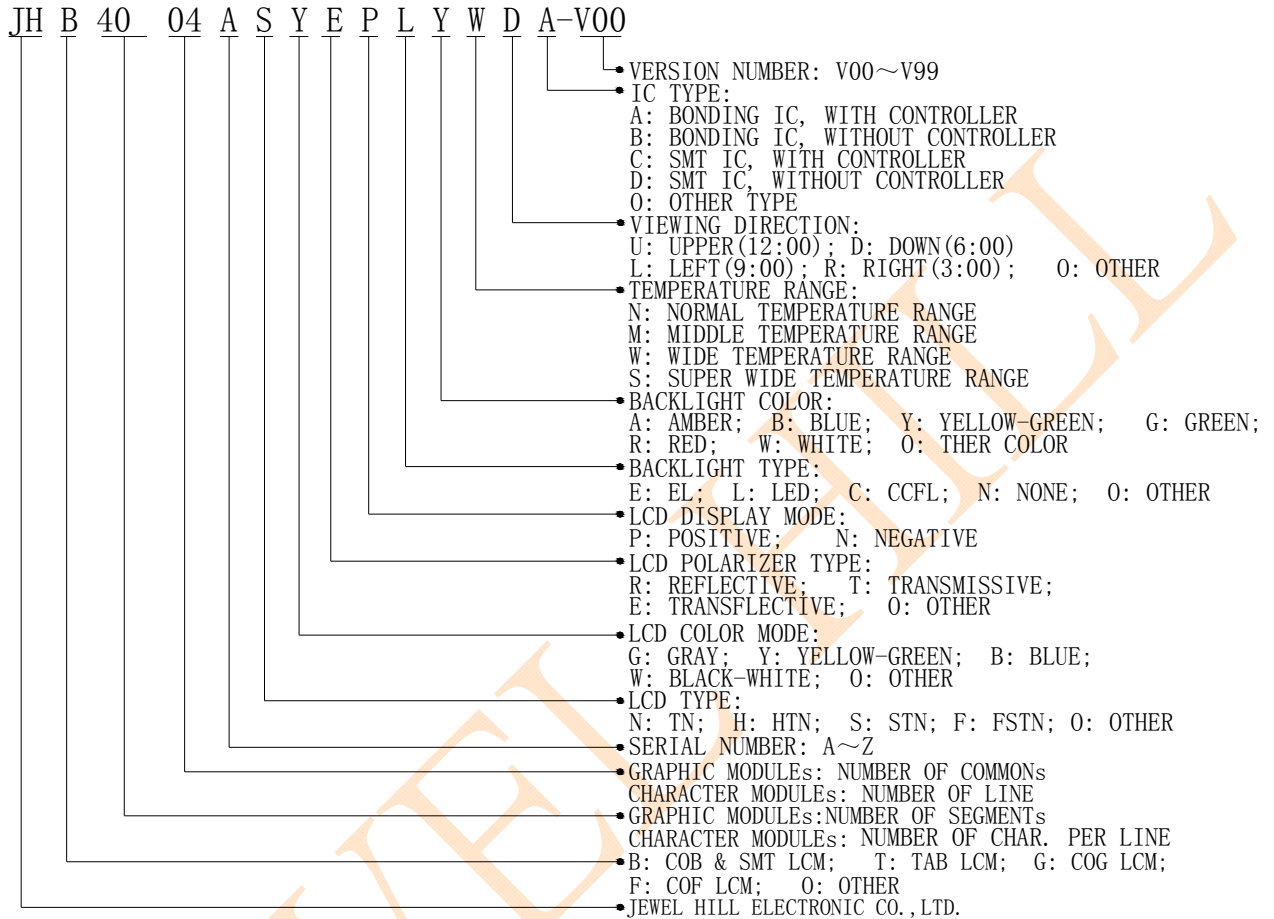 JH B 40 04 A S Y E P L Y W D A-V00
VERSION NUMBER: V00～V99
IC TYPE:
A: BONDING IC, WITH CONTROLLER
B: BONDING IC, WITHOUT CONTROLLER
C: SMT IC, WITH CONTROLLER
D: SMT IC, WITHOUT CONTROLLER
O: OTHER TYPE
VIEWING DIRECTION:
U: UPPER(12:00); D: DOWN(6:00)
L: LEFT(9:00); R: RIGHT(3:00); O: OTHER
TEMPERATURE RANGE:
N: NORMAL TEMPERATURE RANGE
M: MIDDLE TEMPERATURE RANGE
W: WIDE TEMPERATURE RANGE
S: SUPER WIDE TEMPERATURE RANGE
BACKLIGHT COLOR:
A: AMBER; B: BLUE; Y: YELLOW-GREEN; G: GREEN;
R: RED; W: WHITE; O: THER COLOR
BACKLIGHT TYPE:
E: EL; L: LED; C: CCFL; N: NONE; O: OTHER
LCD DISPLAY MODE:
P: POSITIVE; N: NEGATIVE
LCD POLARIZER TYPE:
R: REFLECTIVE; T: TRANSMISSIVE;
E: TRANSFLECTIVE; O: OTHER
LCD COLOR MODE:
G: GRAY; Y: YELLOW-GREEN; B: BLUE;
W: BLACK-WHITE; O: OTHER
LCD TYPE:
N: TN; H: HTN; S: STN; F: FSTN; O: OTHER
SERIAL NUMBER: A～Z
GRAPHIC MODULEs: NUMBER OF COMMONs
CHARACTER MODULEs: NUMBER OF LINE
GRAPHIC MODULEs:NUMBER OF SEGMENTs
CHARACTER MODULEs: NUMBER OF CHAR. PER LINE
B: COB & SMT LCM; T: TAB LCM; G: COG LCM;
F: COF LCM; O: OTHER
JEWEL HILL ELECTRONIC CO.,LTD.
VEL HILL